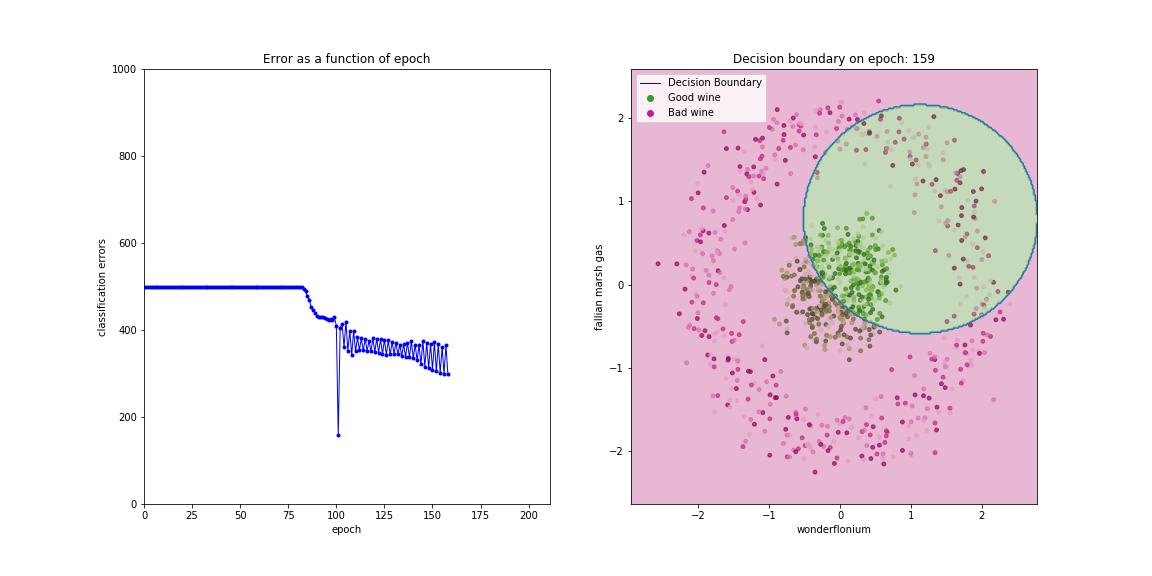 Error as a function of epoch
1000
800
600
400
200
0
classification errors
0 25 50 75 100 125 150 175 200
epoch
Decision boundary on epoch: 159
Decision Boundary
Good wine
Bad wine
2
1
0
−1
−2
fallian marsh gas
−2 −1 0 1 2
wonderflonium